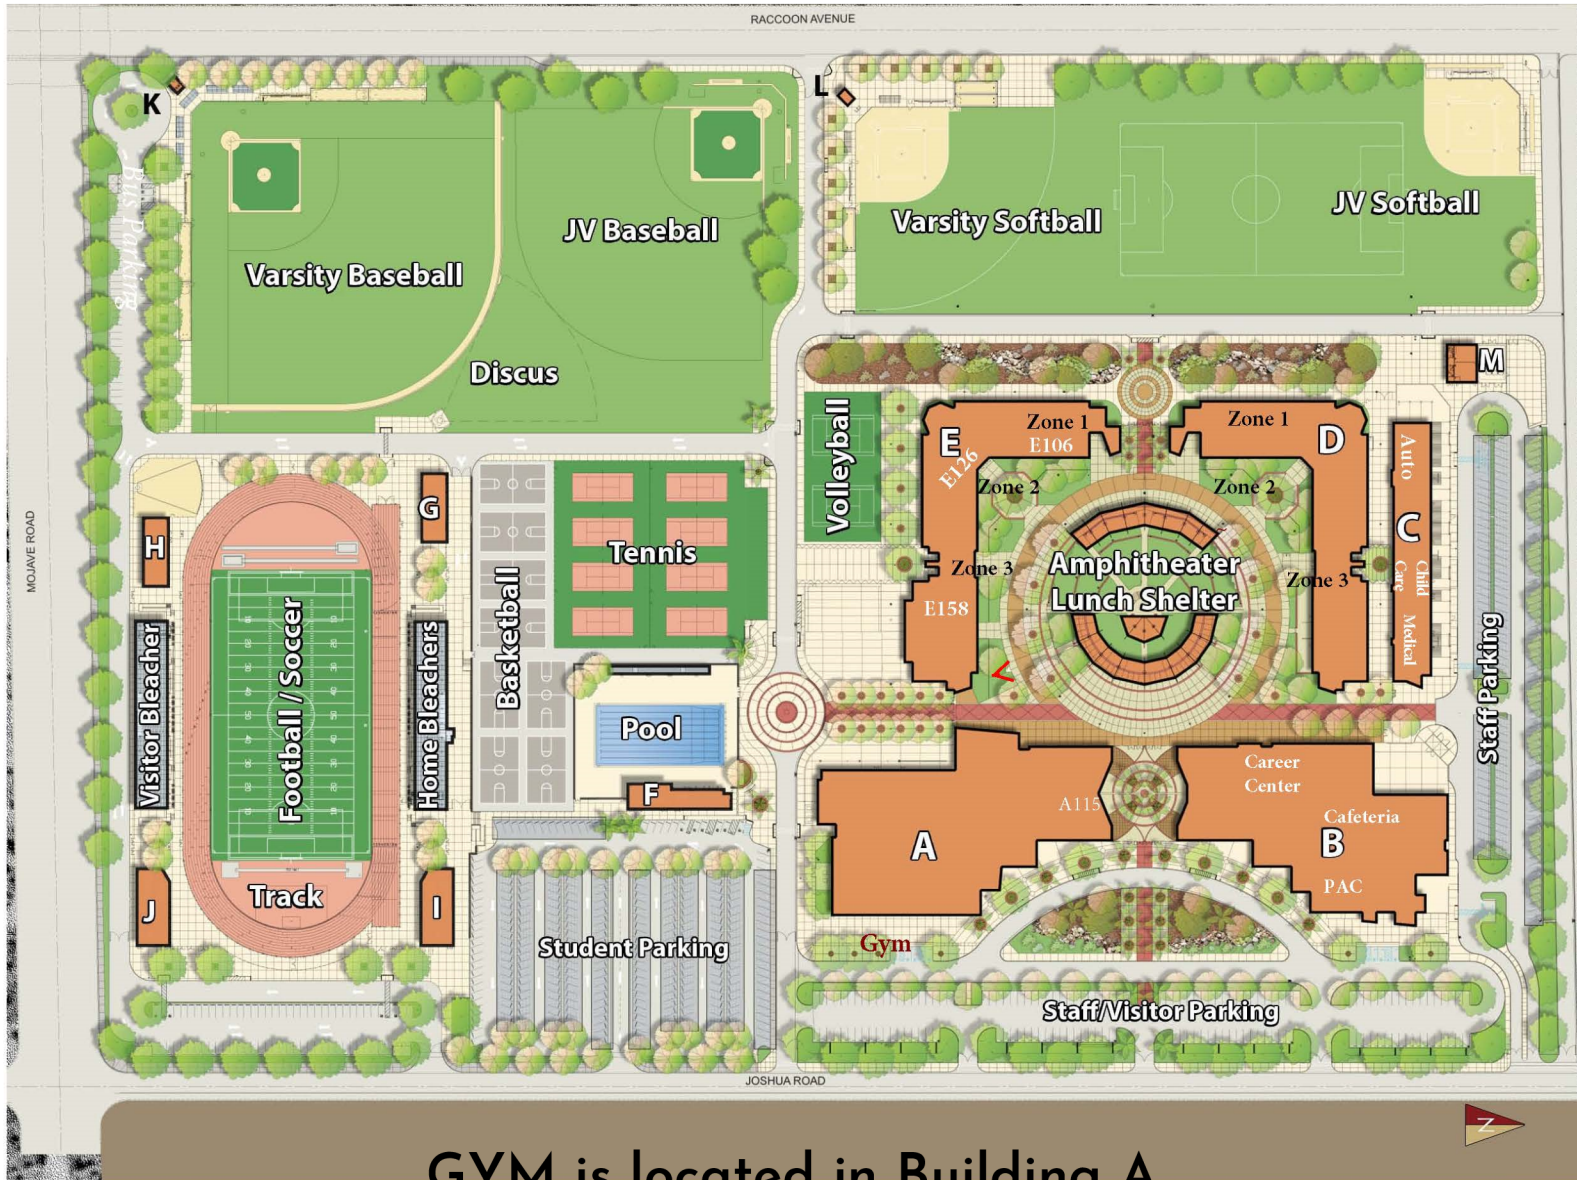 RACCOON AVENUE
K
L
Bus Parking
JV Softball
Varsity Softball
JV Baseball
Varsity Baseball
Discus
M
Volleyball
E
Zone 1
E106
E126
Zone 1
D
Auto
Zone 2
Zone 2
G
H
C
Tennis
Amphitheater
Lunch Shelter
Zone 3
Zone 3
Child
Care
E158
Medical
MOJAVE ROAD
Visitor Bleacher
Football / Soccer
Home Bleachers
Basketball
Staff Parking
Pool
F
Career
Center
A115
Cafeteria
A
B
PAC
Track
J
I
Gym
Student Parking
Staff/Visitor Parking
JOSHUA ROAD
N
GYM is located in Building A